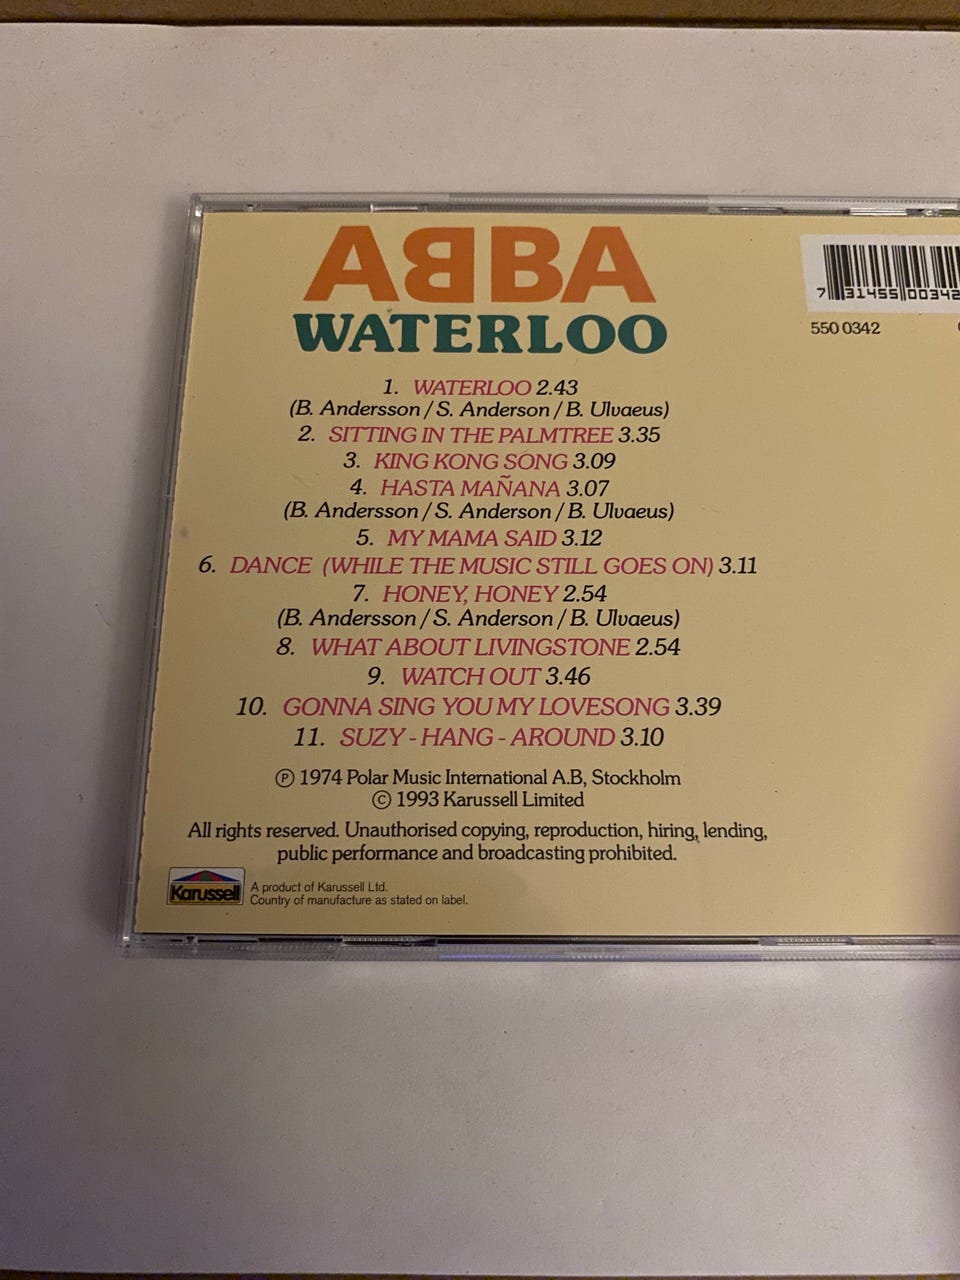 ABBA
WATERLOO
7 31455 00342
550 0342
1. WATERLOO 2.43
(B. Andersson / S. Anderson / B. Ulvaeus)
2. SITTING IN THE PALMTREE 3.35
3. KING KONG SONG 3.09
4. HASTA MAÑANA 3.07
(B. Andersson / S. Anderson / B. Ulvaeus)
5. MY MAMA SAID 3.12
6. DANCE (WHILE THE MUSIC STILL GOES ON) 3.11
7. HONEY, HONEY 2.54
(B. Andersson / S. Anderson / B. Ulvaeus)
8. WHAT ABOUT LIVINGSTONE 2.54
9. WATCH OUT 3.46
10. GONNA SING YOU MY LOVESONG 3.39
11. SUZY - HANG - AROUND 3.10
Ⓟ 1974 Polar Music International A.B, Stockholm
© 1993 Karussell Limited
All rights reserved. Unauthorised copying, reproduction, hiring, lending,
public performance and broadcasting prohibited.
Karussell
A product of Karussell Ltd.
Country of manufacture as stated on label.